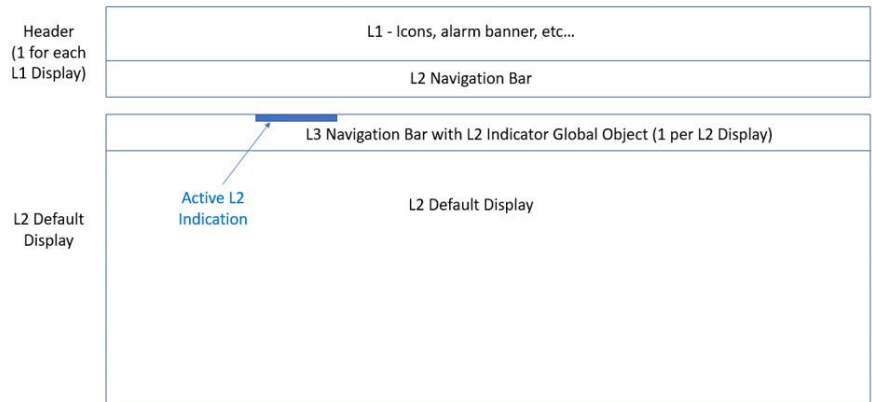 Header
(1 for each
L1 Display)
L1 - Icons, alarm banner, etc...
L2 Navigation Bar
L3 Navigation Bar with L2 Indicator Global Object (1 per L2 Display)
Active L2
Indication
L2 Default Display
L2 Default
Display